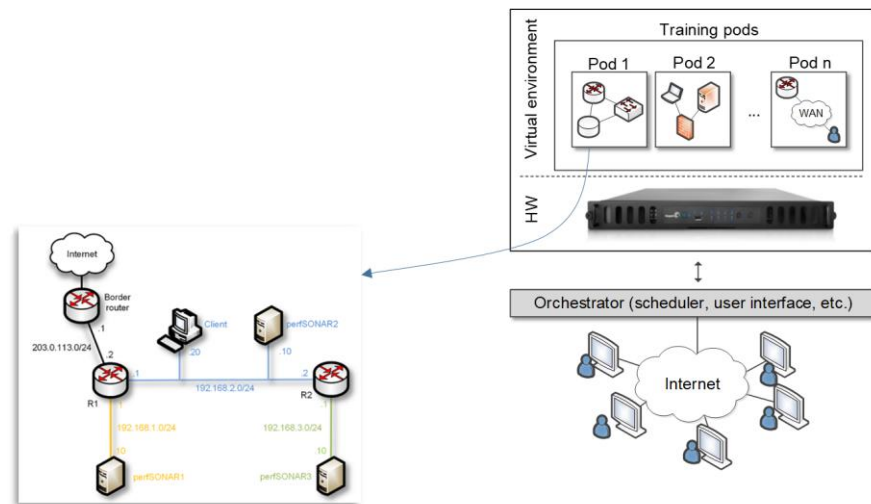 Training pods
Virtual environment
Pod 1
Pod 2
Pod n
...
WAN
HW
Orchestrator (scheduler, user interface, etc.)
Internet
Internet
Border
router
.1
203.0.113.0/24
.2
Client
perfSONAR2
.20
.10
.1
192.168.2.0/24
.2
R1
R2
.1
.1
192.168.1.0/24
192.168.3.0/24
.10
.10
perfSONAR1
perfSONAR3